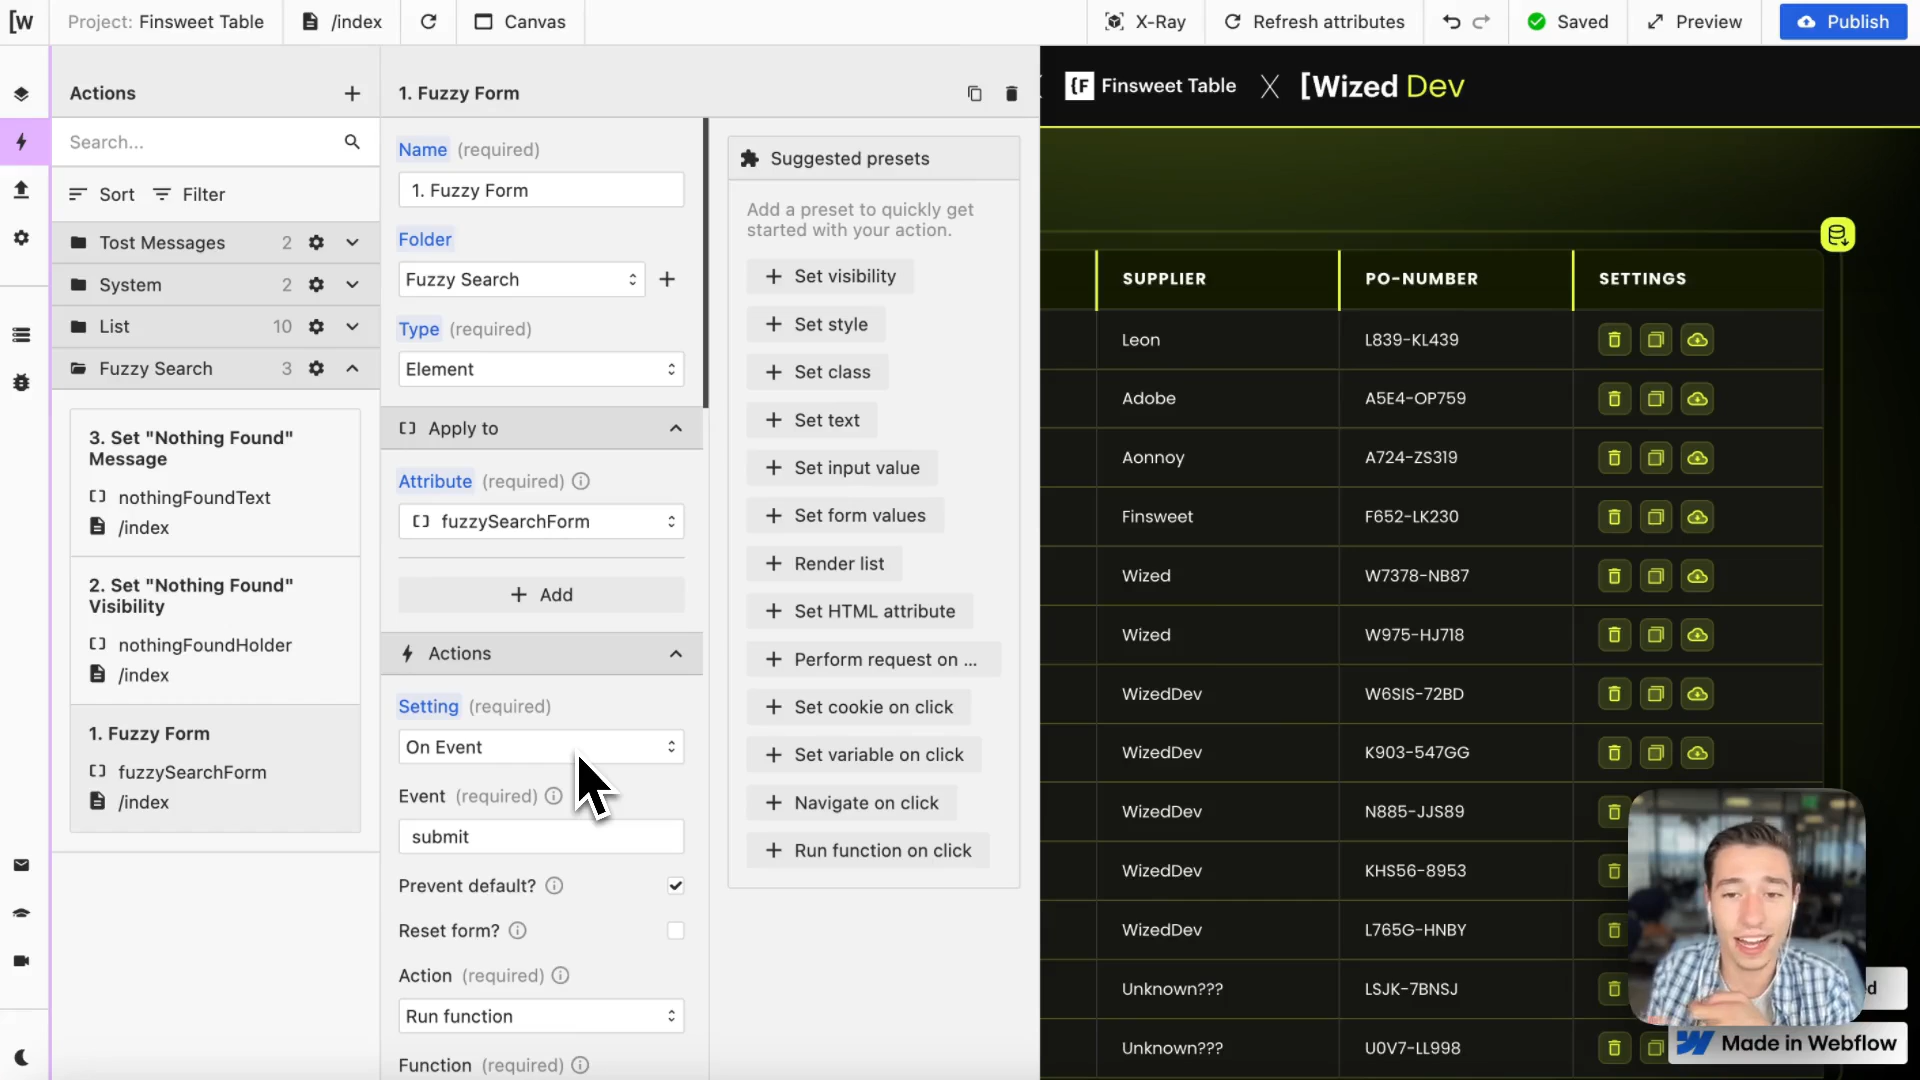 [W
Project: Finsweet Table
/index
Canvas
X-Ray
Refresh attributes
Saved
Preview
Publish
Actions
Search...
Sort
Filter
Tost Messages 2
System 2
List 10
Fuzzy Search 3
3. Set "Nothing Found"
Message
nothingFoundText
/index
2. Set "Nothing Found"
Visibility
nothingFoundHolder
/index
1. Fuzzy Form
fuzzySearchForm
/index
1. Fuzzy Form
Name (required)
1. Fuzzy Form
Folder
Fuzzy Search
Type (required)
Element
Apply to
Attribute (required)
fuzzySearchForm
Add
Actions
Setting (required)
On Event
Event (required)
submit
Prevent default?
Reset form?
Action (required)
Run function
Function (required)
Suggested presets
Add a preset to quickly get
started with your action.
Set visibility
Set style
Set class
Set text
Set input value
Set form values
Render list
Set HTML attribute
Perform request on ...
Set cookie on click
Set variable on click
Navigate on click
Run function on click
{F Finsweet Table X [Wized Dev
SUPPLIER PO-NUMBER SETTINGS
Leon L839-KL439
Adobe A5E4-OP759
Aonnoy A724-ZS319
Finsweet F652-LK230
Wized W7378-NB87
Wized W975-HJ718
WizedDev W6SIS-72BD
WizedDev K903-547GG
WizedDev N885-JJS89
WizedDev KHS56-8953
WizedDev L765G-HNBY
Unknown??? LSJK-7BNSJ
Unknown??? U0V7-LL998
Made in Webflow